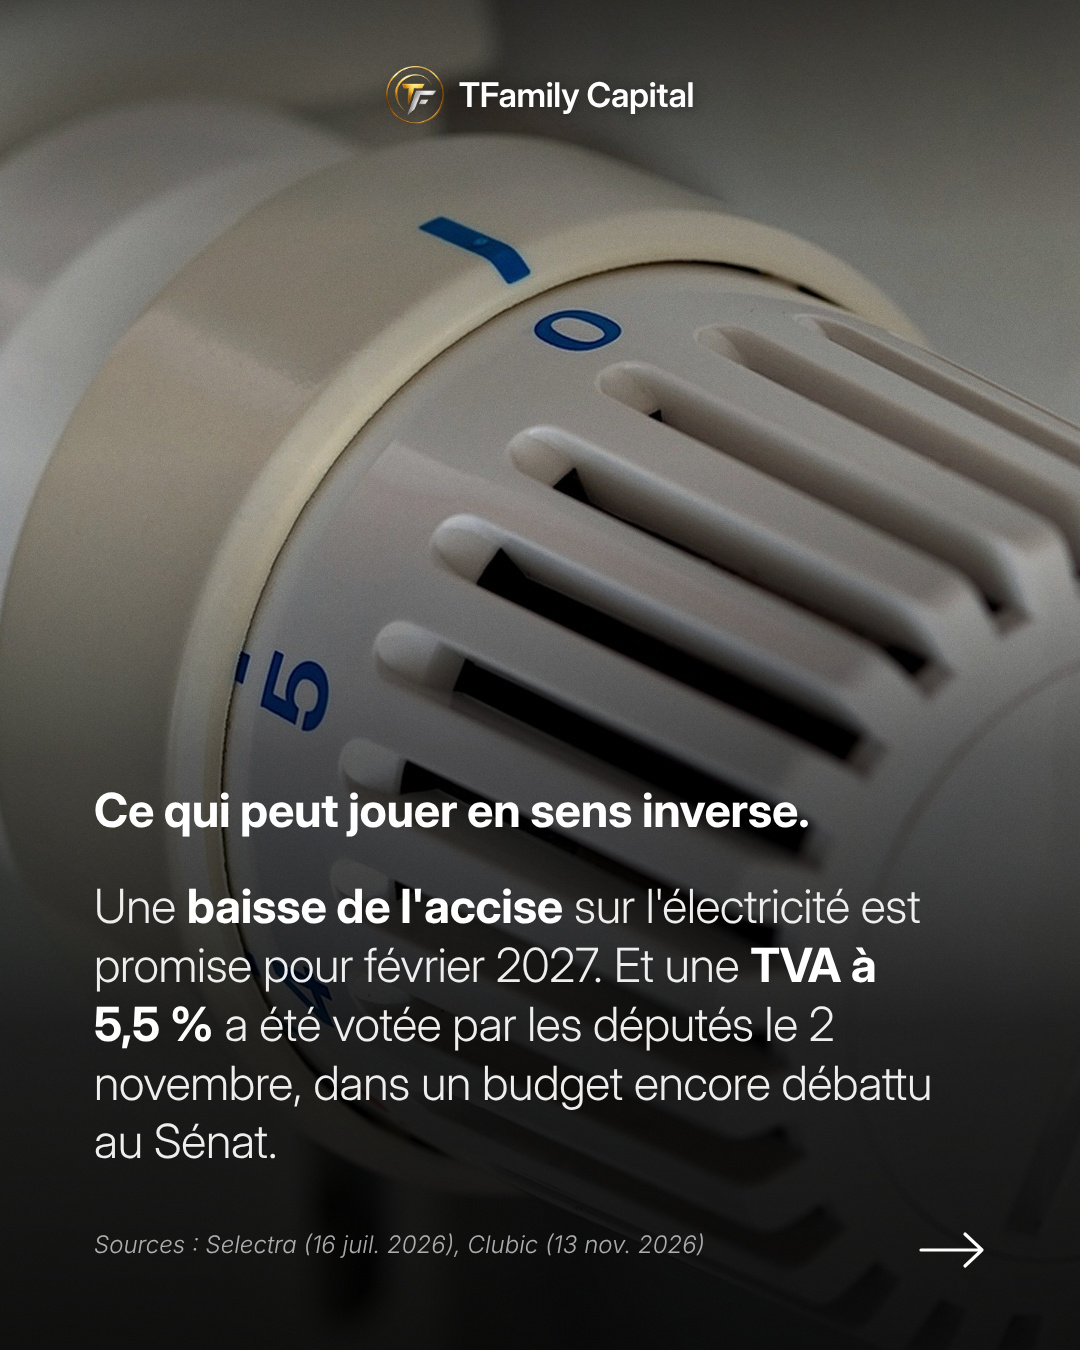 TFamily Capital
0
5
Ce qui peut jouer en sens inverse.
Une baisse de l'accise sur l'électricité est
promise pour février 2027. Et une TVA à
5,5 % a été votée par les députés le 2
novembre, dans un budget encore débattu
au Sénat.
Sources : Selectra (16 juil. 2026), Clubic (13 nov. 2026)